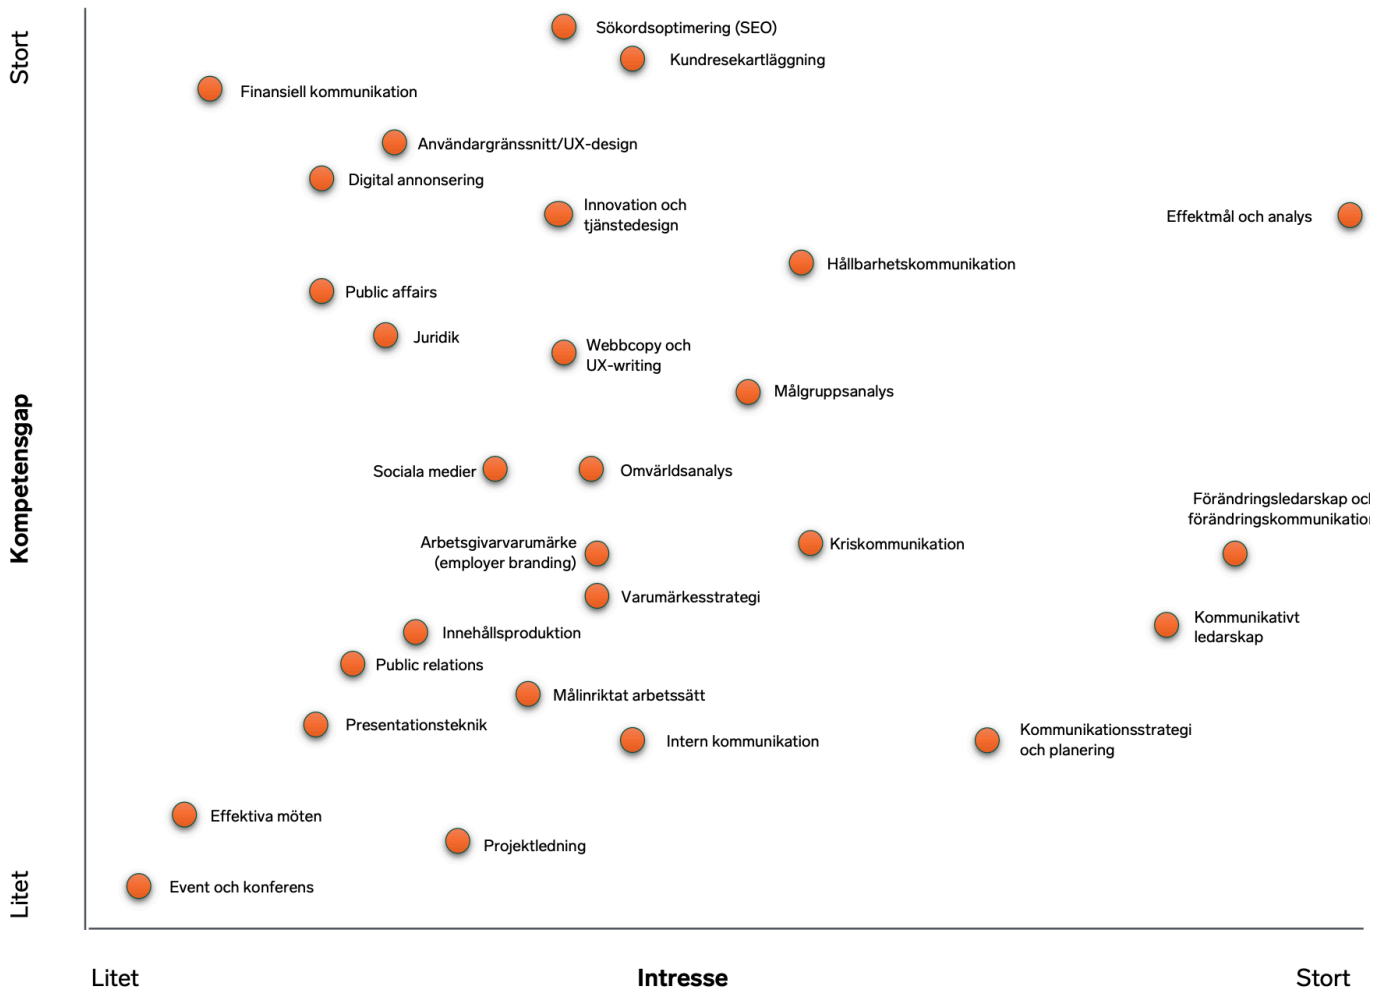 Stort
Sökordsoptimering (SEO)
Kundresekartläggning
Finansiell kommunikation
Användargränssnitt/UX-design
Digital annonsering
Innovation och
tjänstedesign
Effektmål och analys
Hållbarhetskommunikation
Public affairs
Juridik
Webbcopy och
UX-writing
Målgruppsanalys
Kompetensgap
Sociala medier
Omvärldsanalys
Förändringsledarskap oc
förändringskommunikatio
Arbetsgivarvarumärke
(employer branding)
Kriskommunikation
Varumärkesstrategi
Kommunikativt
ledarskap
Innehållsproduktion
Public relations
Målinriktat arbetssätt
Presentationsteknik
Intern kommunikation
Kommunikationsstrategi
och planering
Effektiva möten
Projektledning
Event och konferens
Litet
Litet
Intresse
Stort